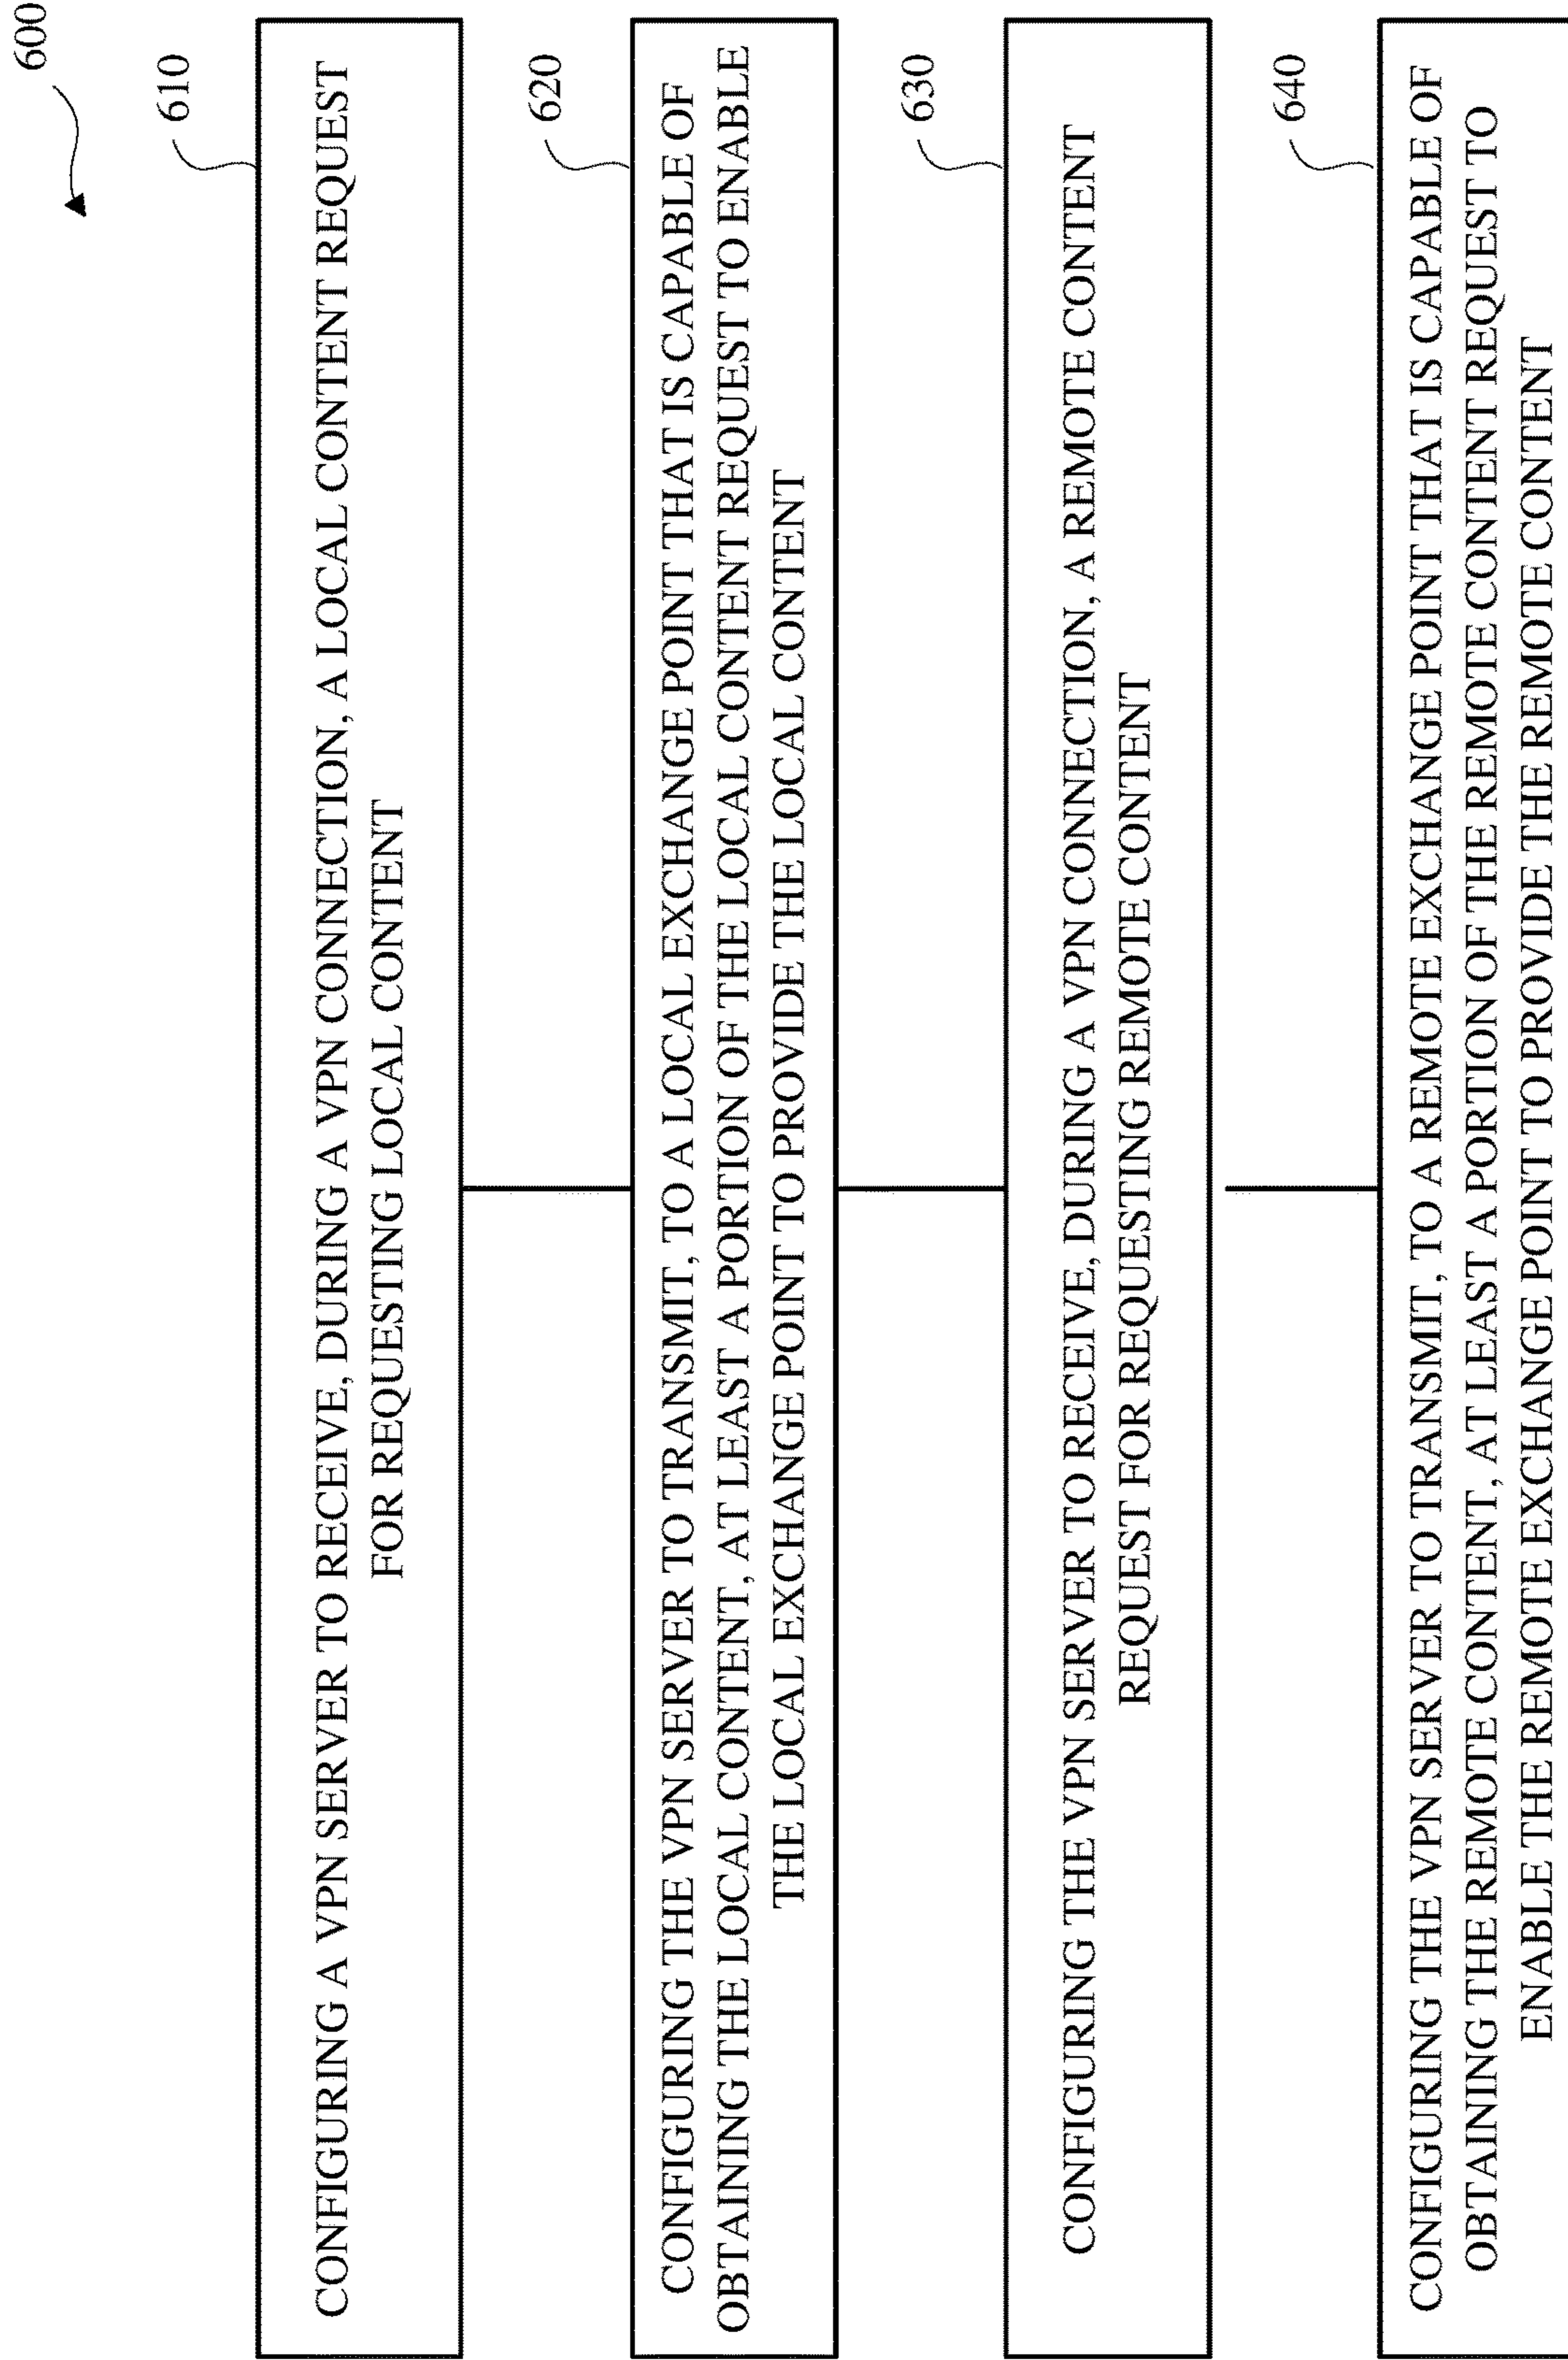 600
610
CONFIGURING A VPN SERVER TO RECEIVE, DURING A VPN CONNECTION, A LOCAL CONTENT REQUEST
FOR REQUESTING LOCAL CONTENT
620
CONFIGURING THE VPN SERVER TO TRANSMIT, TO A LOCAL EXCHANGE POINT THAT IS CAPABLE OF
OBTAINING THE LOCAL CONTENT, AT LEAST A PORTION OF THE LOCAL CONTENT REQUEST TO ENABLE
THE LOCAL EXCHANGE POINT TO PROVIDE THE LOCAL CONTENT
630
CONFIGURING THE VPN SERVER TO RECEIVE, DURING A VPN CONNECTION, A REMOTE CONTENT
REQUEST FOR REQUESTING REMOTE CONTENT
640
CONFIGURING THE VPN SERVER TO TRANSMIT, TO A REMOTE EXCHANGE POINT THAT IS CAPABLE OF
OBTAINING THE REMOTE CONTENT, AT LEAST A PORTION OF THE REMOTE CONTENT REQUEST TO
ENABLE THE REMOTE EXCHANGE POINT TO PROVIDE THE REMOTE CONTENT